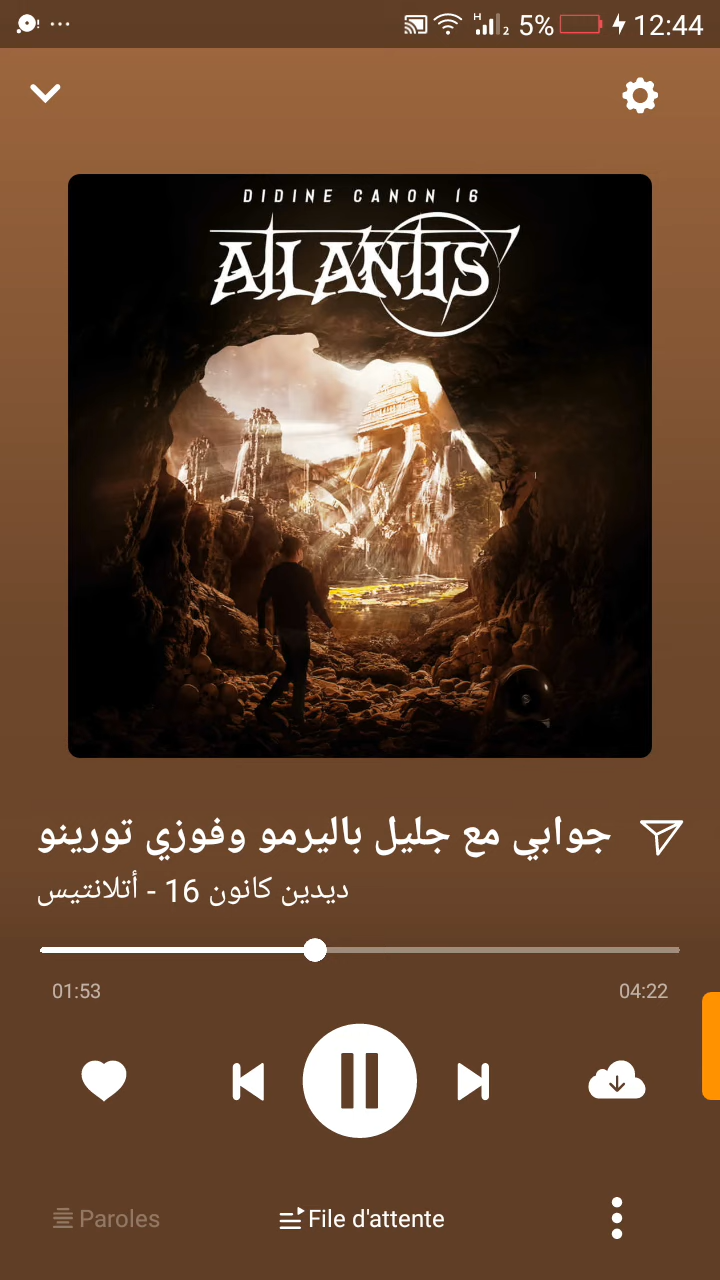 H 2 5% 12:44
DIDINE CANON 16
ATLANTIS
جوابي مع جليل باليرمو وفوزي تورينو
ديدين كانون 16 - أتلانتيس
01:53 04:22
Paroles File d'attente